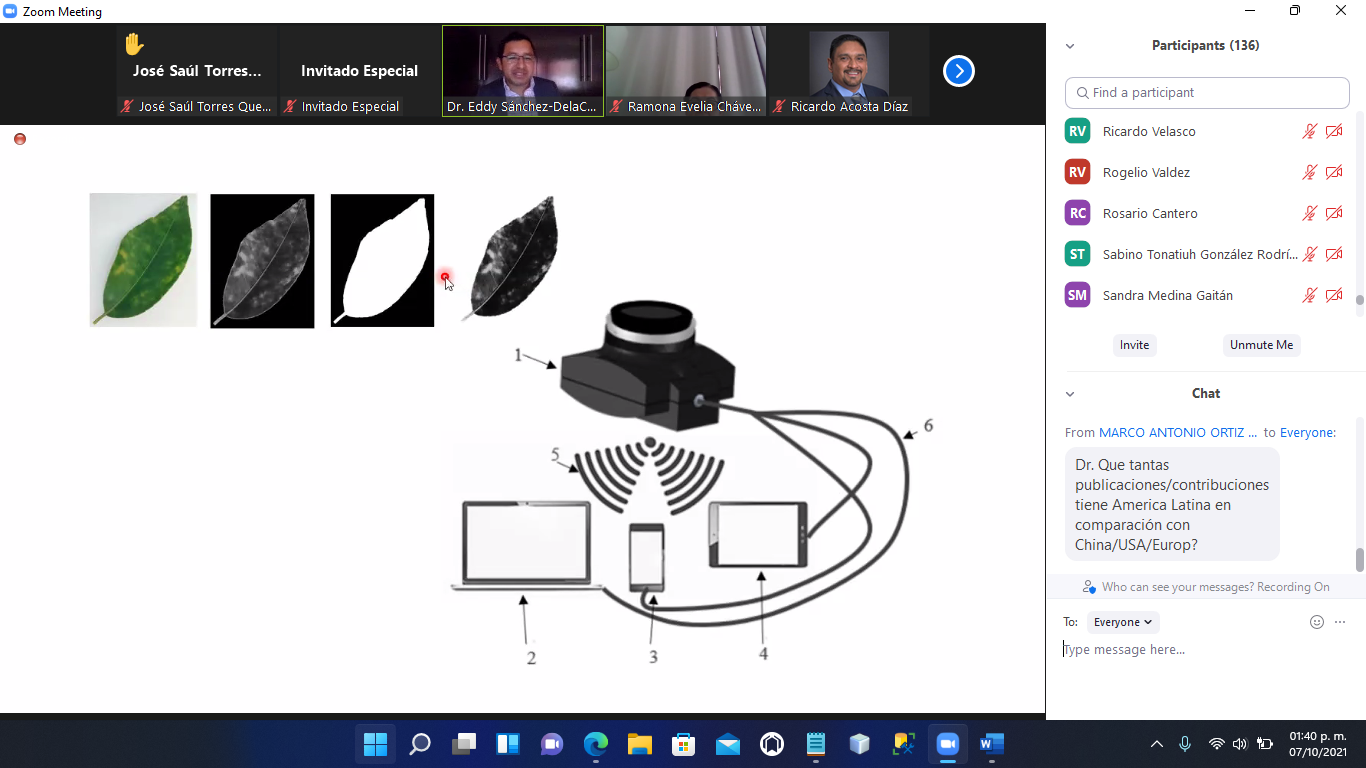 Zoom Meeting
José Saúl Torres...
Invitado Especial
José Saúl Torres Que...
Invitado Especial
Dr. Eddy Sánchez-DelaC...
Ramona Evelia Cháve...
Ricardo Acosta Díaz
Participants (136)
Find a participant
RV Ricardo Velasco
RV Rogelio Valdez
RC Rosario Cantero
ST Sabino Tonatiuh González Rodrí...
SM Sandra Medina Gaitán
Invite Unmute Me
Chat
From MARCO ANTONIO ORTIZ ... to Everyone:
Dr. Que tantas
publicaciones/contribuciones
tiene America Latina en
comparación con
China/USA/Europ?
Who can see your messages? Recording On
To: Everyone
Type message here...
1
6
5
2
3
4
01:40 p. m.
07/10/2021